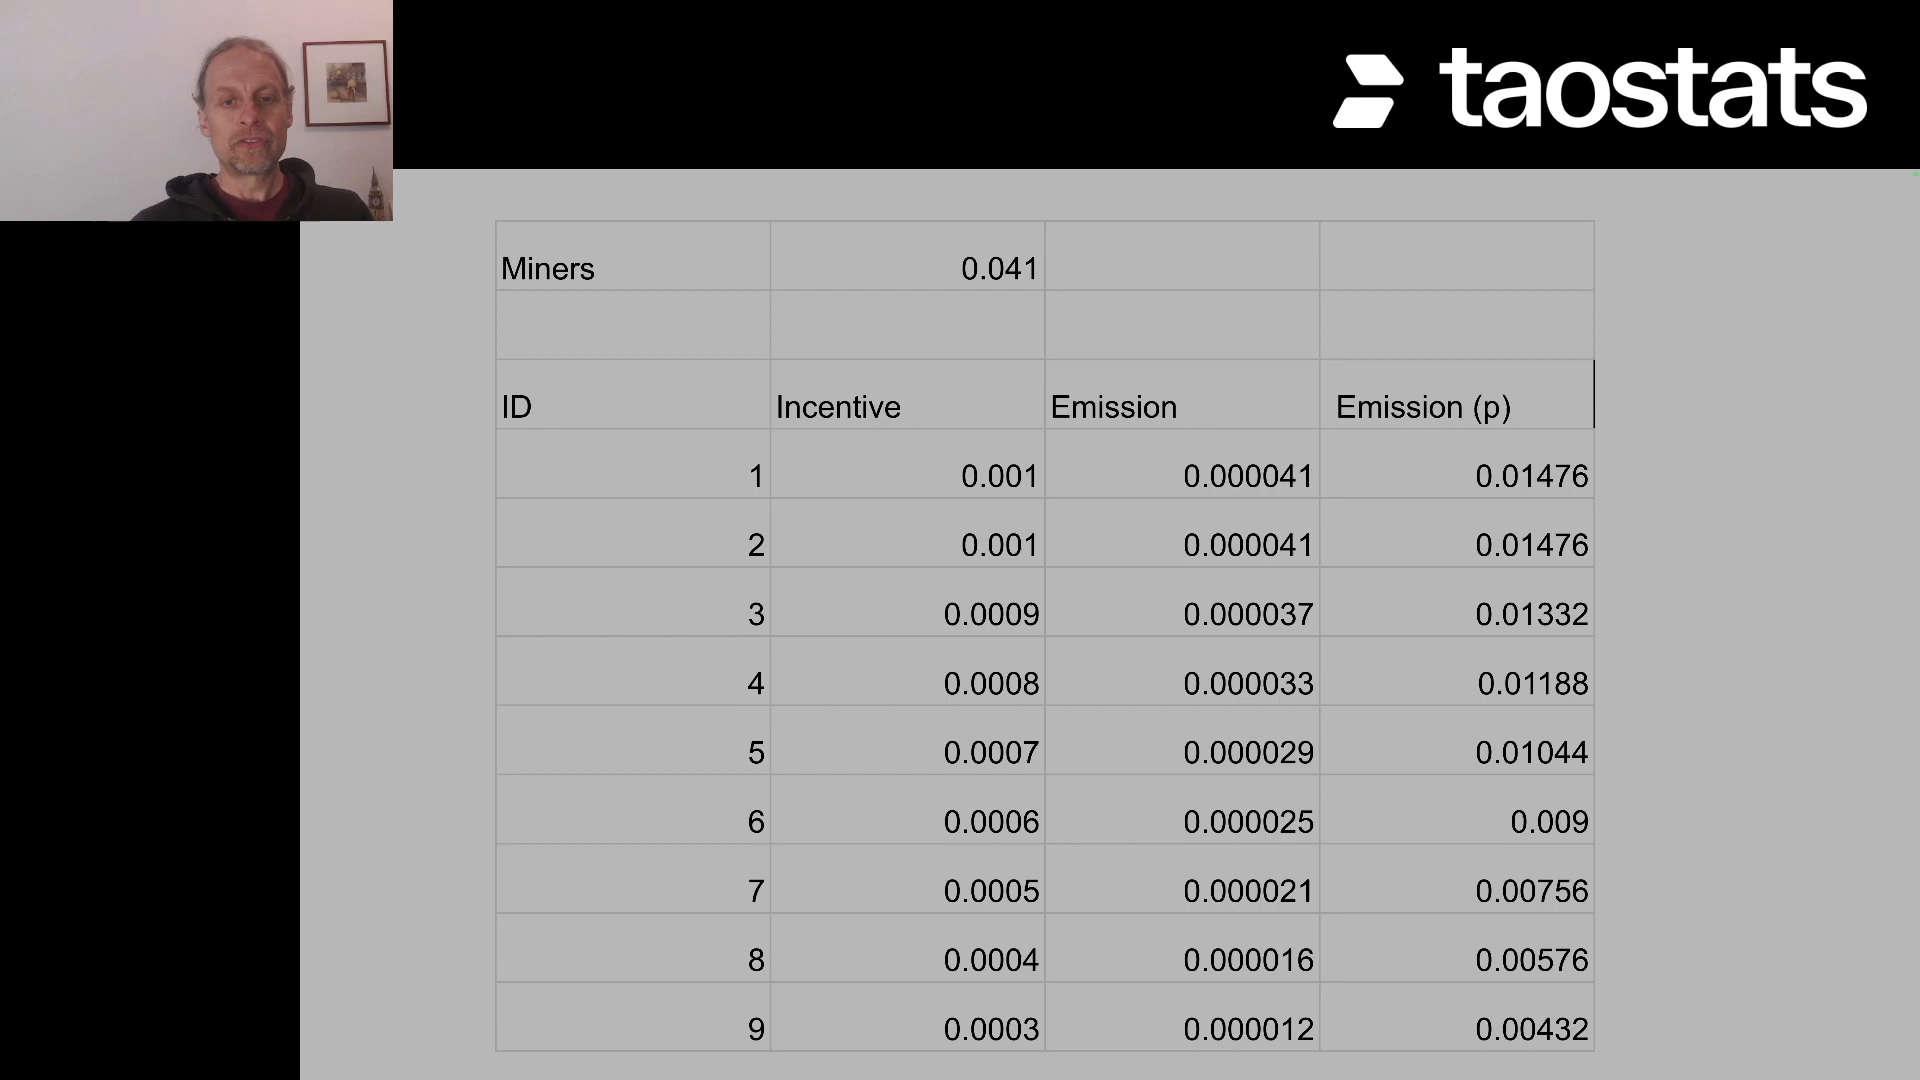 taostats
Miners 0.041
ID Incentive Emission Emission (p)
1 0.001 0.000041 0.01476
2 0.001 0.000041 0.01476
3 0.0009 0.000037 0.01332
4 0.0008 0.000033 0.01188
5 0.0007 0.000029 0.01044
6 0.0006 0.000025 0.009
7 0.0005 0.000021 0.00756
8 0.0004 0.000016 0.00576
9 0.0003 0.000012 0.00432